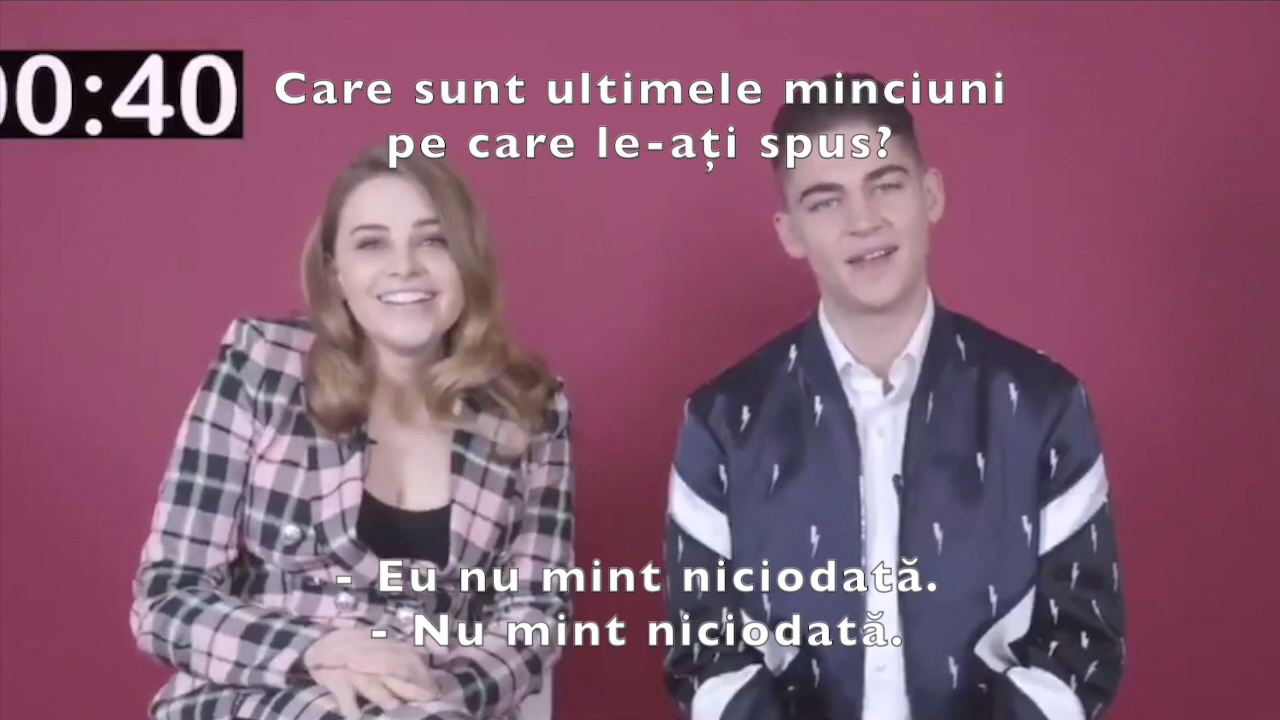 00:40
Care sunt ultimele minciuni
pe care le-ați spus?
- Eu nu mint niciodată.
- Nu mint niciodată.